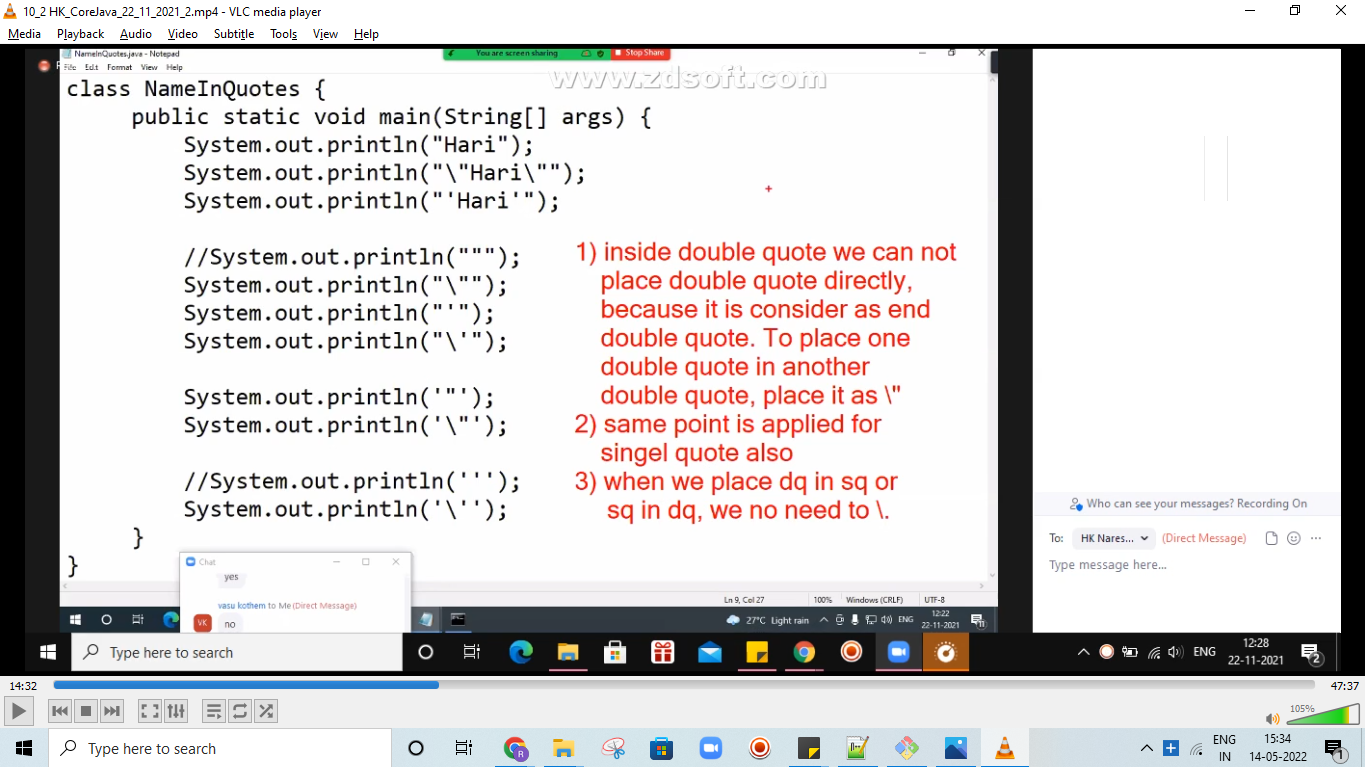 10_2 HK_CoreJava_22_11_2021_2.mp4 - VLC media player
Media Playback Audio Video Subtitle Tools View Help
NameInQuotes.java - Notepad
You are screen sharing Stop Share
File Edit Format View Help
www.zdsoft.com
class NameInQuotes {
public static void main(String[] args) {
System.out.println("Hari");
System.out.println("\"Hari\"");
System.out.println("'Hari'");
//System.out.println(""");
System.out.println("\"");
System.out.println("'");
System.out.println("\'");
System.out.println('"');
System.out.println('\"');
//System.out.println(''');
System.out.println('\'');
}
}
1) inside double quote we can not
place double quote directly,
because it is consider as end
double quote. To place one
double quote in another
double quote, place it as \"
2) same point is applied for
singel quote also
3) when we place dq in sq or
sq in dq, we no need to \.
Chat
yes
vasu kothem to Me (Direct Message)
VK no
Ln 9, Col 27 100% Windows (CRLF) UTF-8
27°C Light rain ENG 12:22
22-11-2021
Who can see your messages? Recording On
To: HK Nares... (Direct Message)
Type message here...
Type here to search
ENG 12:28
22-11-2021 2
14:32 47:37
105%
Type here to search
R
ENG 15:34
IN 14-05-2022 1